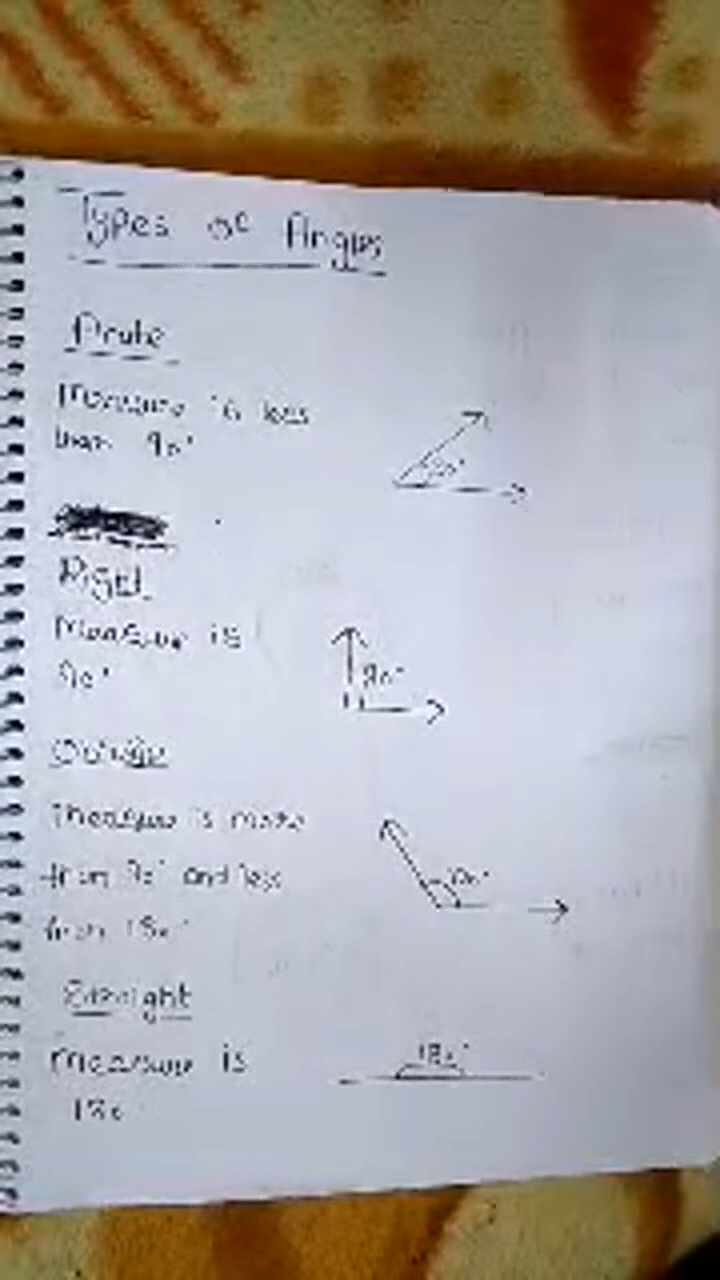 Types of Angles
Acute
Measure is less
than 90°
Right
Measure is
90°
90°
Obtuse
Measure is more
from 90° and less
from 180°
Straight
measure is
180°
180